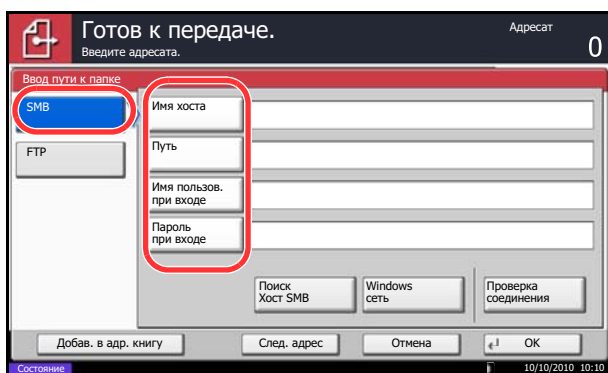 Готов к передаче.
Введите адресата.
Адресат
0
Ввод пути к папке
SMB
FTP
Имя хоста
Путь
Имя пользов.
при входе
Пароль
при входе
Поиск
Хост SMB
Windows
сеть
Проверка
соединения
Добав. в адр. книгу
След. адрес
Отмена
OK
Состояние
10/10/2010 10:10